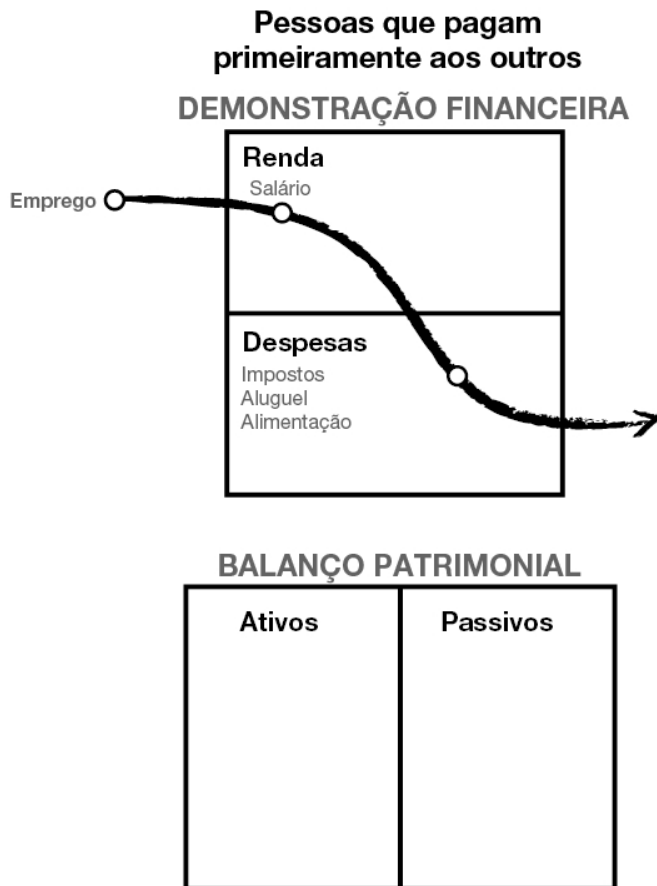 Pessoas que pagam
primeiramente aos outros
DEMONSTRAÇÃO FINANCEIRA
Renda
Salário
Emprego
Despesas
Impostos
Aluguel
Alimentação
BALANÇO PATRIMONIAL
Ativos
Passivos